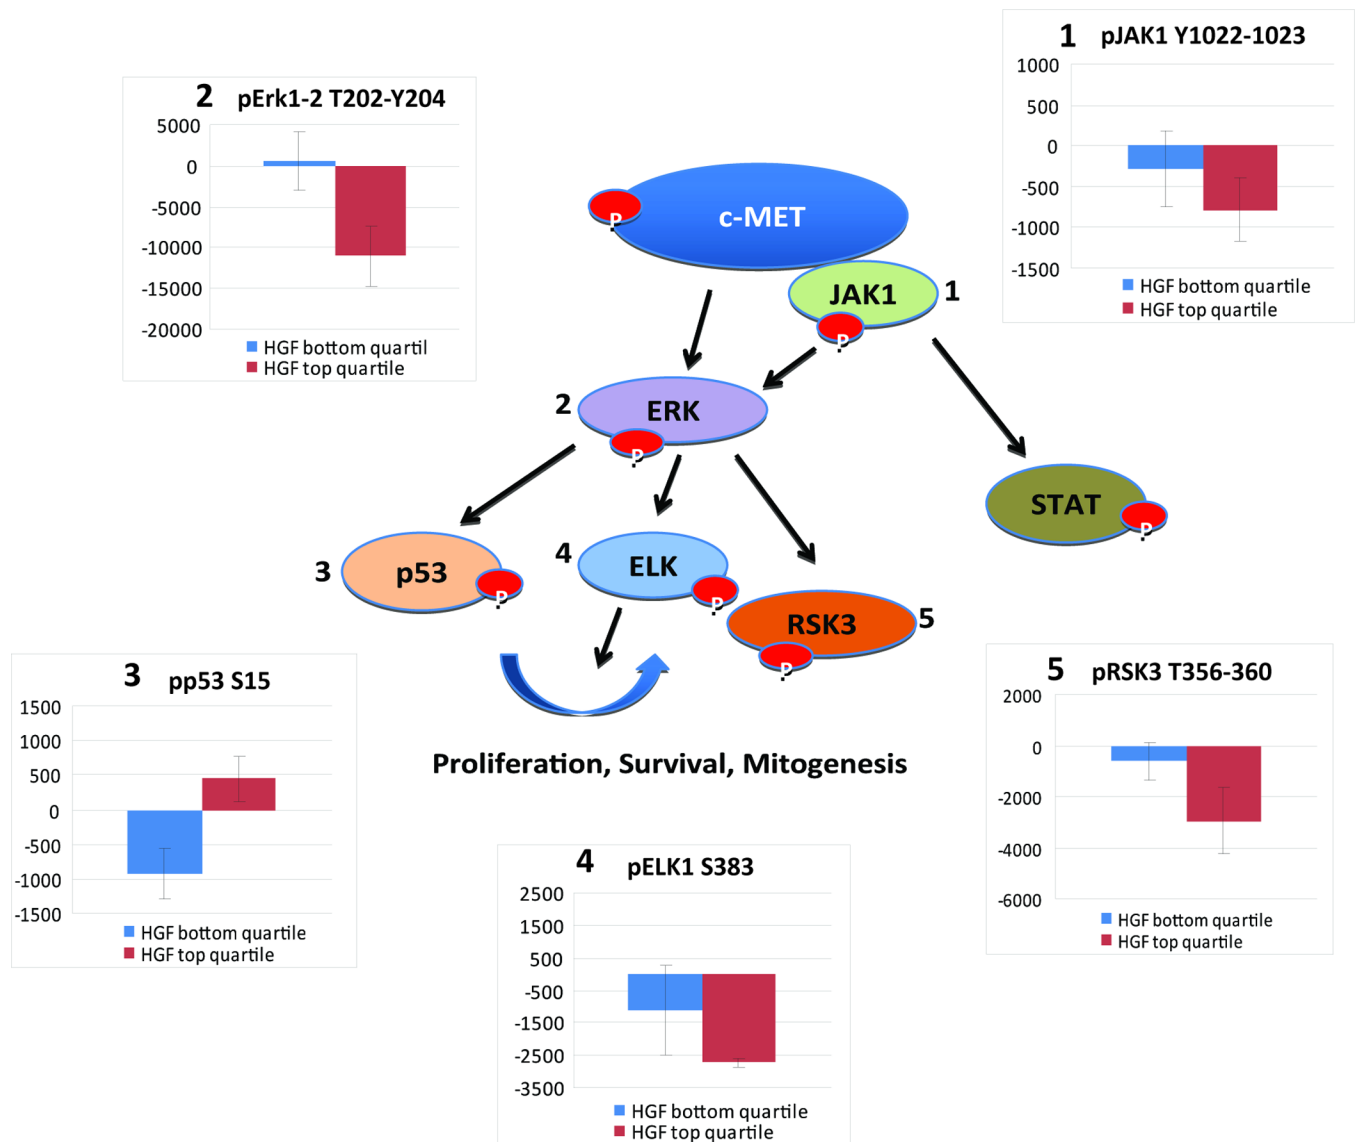 1 pJAK1 Y1022-1023
1000
500
0
-500
-1000
-1500
HGF bottom quartile
HGF top quartile
2 pErk1-2 T202-Y204
5000
0
-5000
-10000
-15000
-20000
HGF bottom quartil
HGF top quartile
c-MET
P
JAK1 1
P
2 ERK
P
STAT
P
3 p53
P
4 ELK
P
RSK3 5
P
Proliferation, Survival, Mitogenesis
3 pp53 S15
1500
1000
500
0
-500
-1000
-1500
HGF bottom quartile
HGF top quartile
5 pRSK3 T356-360
2000
0
-2000
-4000
-6000
HGF bottom quartile
HGF top quartile
4 pELK1 S383
2500
1500
500
-500
-1500
-2500
-3500
HGF bottom quartile
HGF top quartile